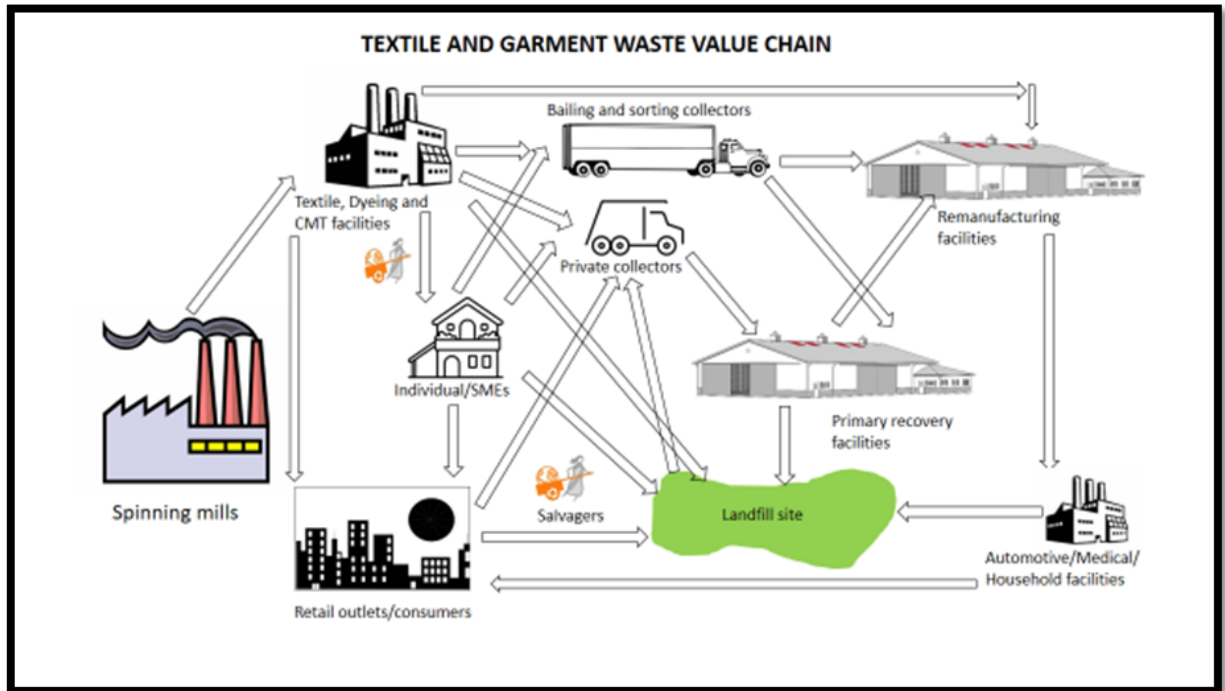 TEXTILE AND GARMENT WASTE VALUE CHAIN
Bailing and sorting collectors
Textile, Dyeing and
CMT facilities
Remanufacturing
facilities
Private collectors
Individual/SMEs
Primary recovery
facilities
Spinning mills
Salvagers
Landfill site
Automotive/Medical/
Household facilities
Retail outlets/consumers